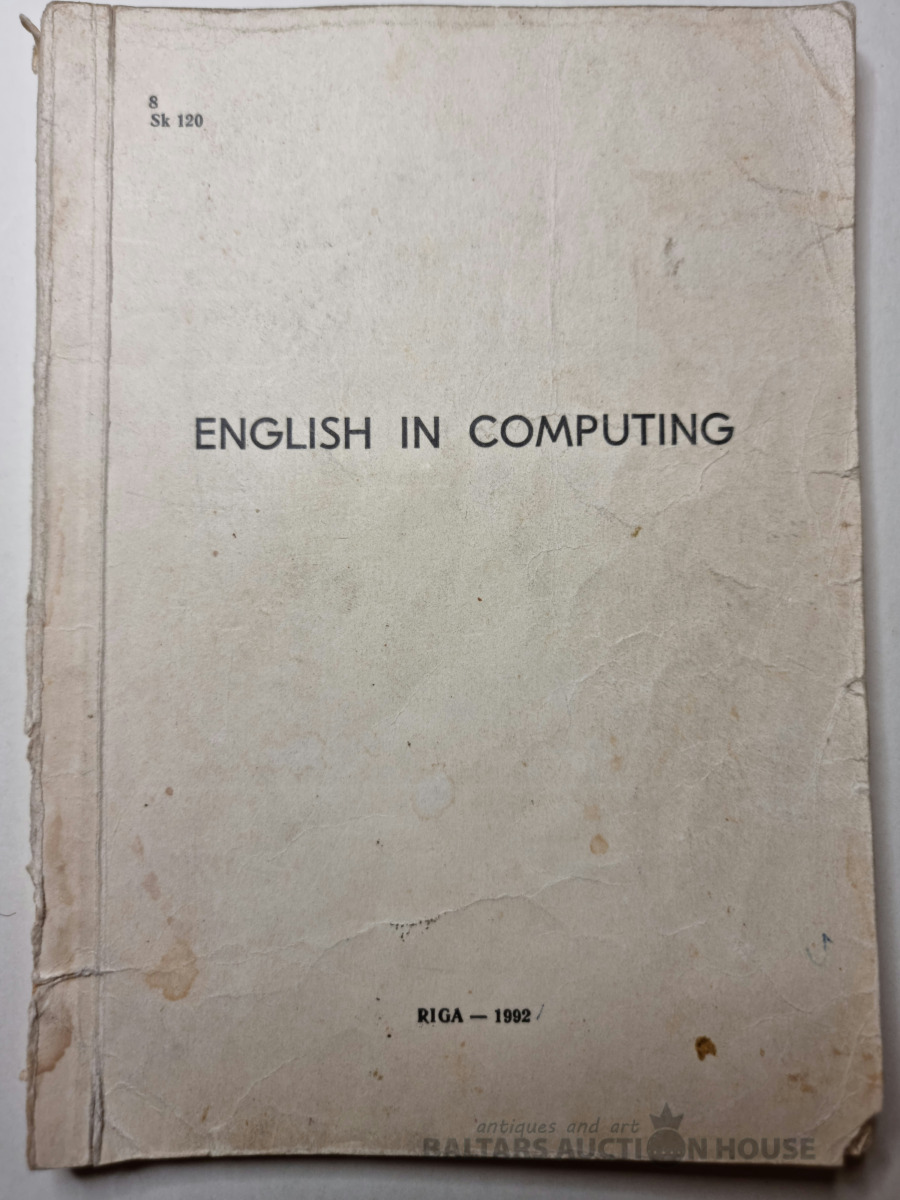 8
Sk 120
ENGLISH IN COMPUTING
RIGA — 1992
antiques and art
BALTARS AUCTION HOUSE